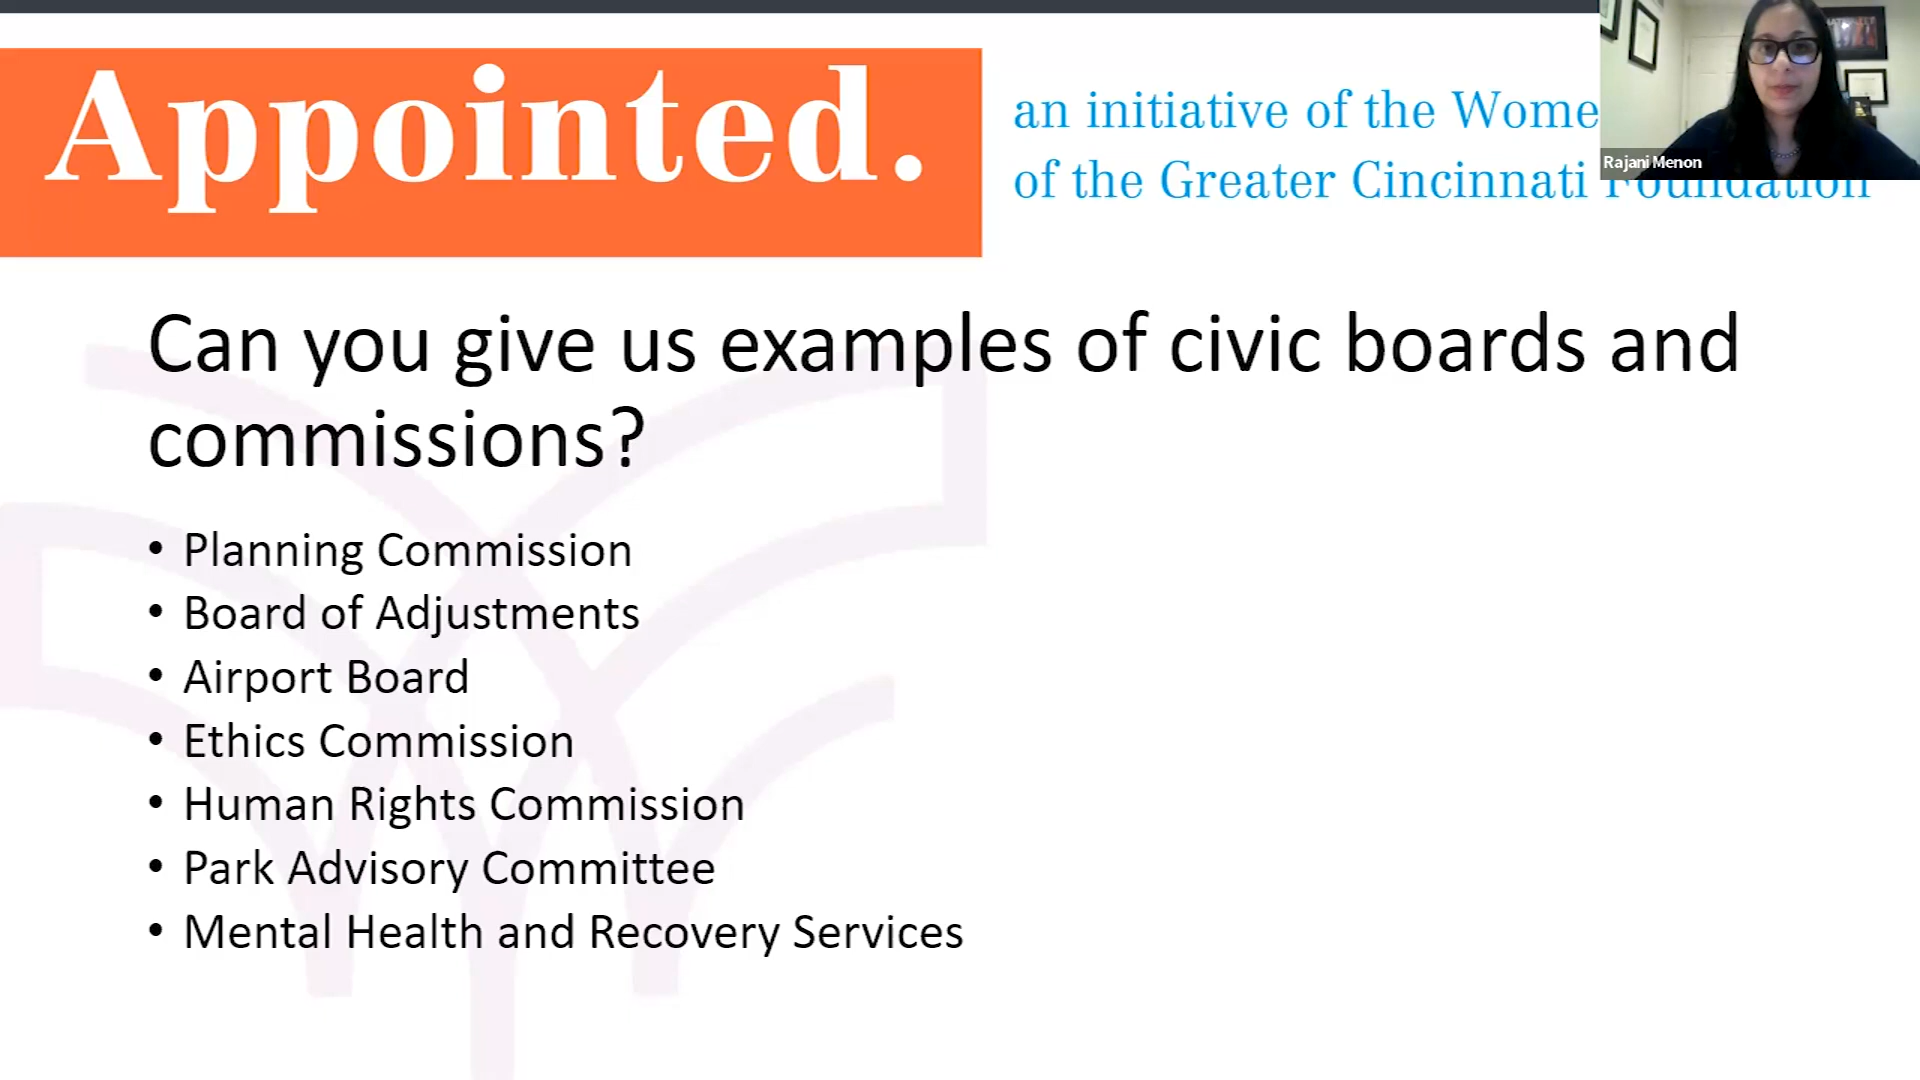 Appointed.
an initiative of the Wome
of the Greater Cincinnati Foundation
Rajani Menon
Can you give us examples of civic boards and
commissions?
• Planning Commission
• Board of Adjustments
• Airport Board
• Ethics Commission
• Human Rights Commission
• Park Advisory Committee
• Mental Health and Recovery Services